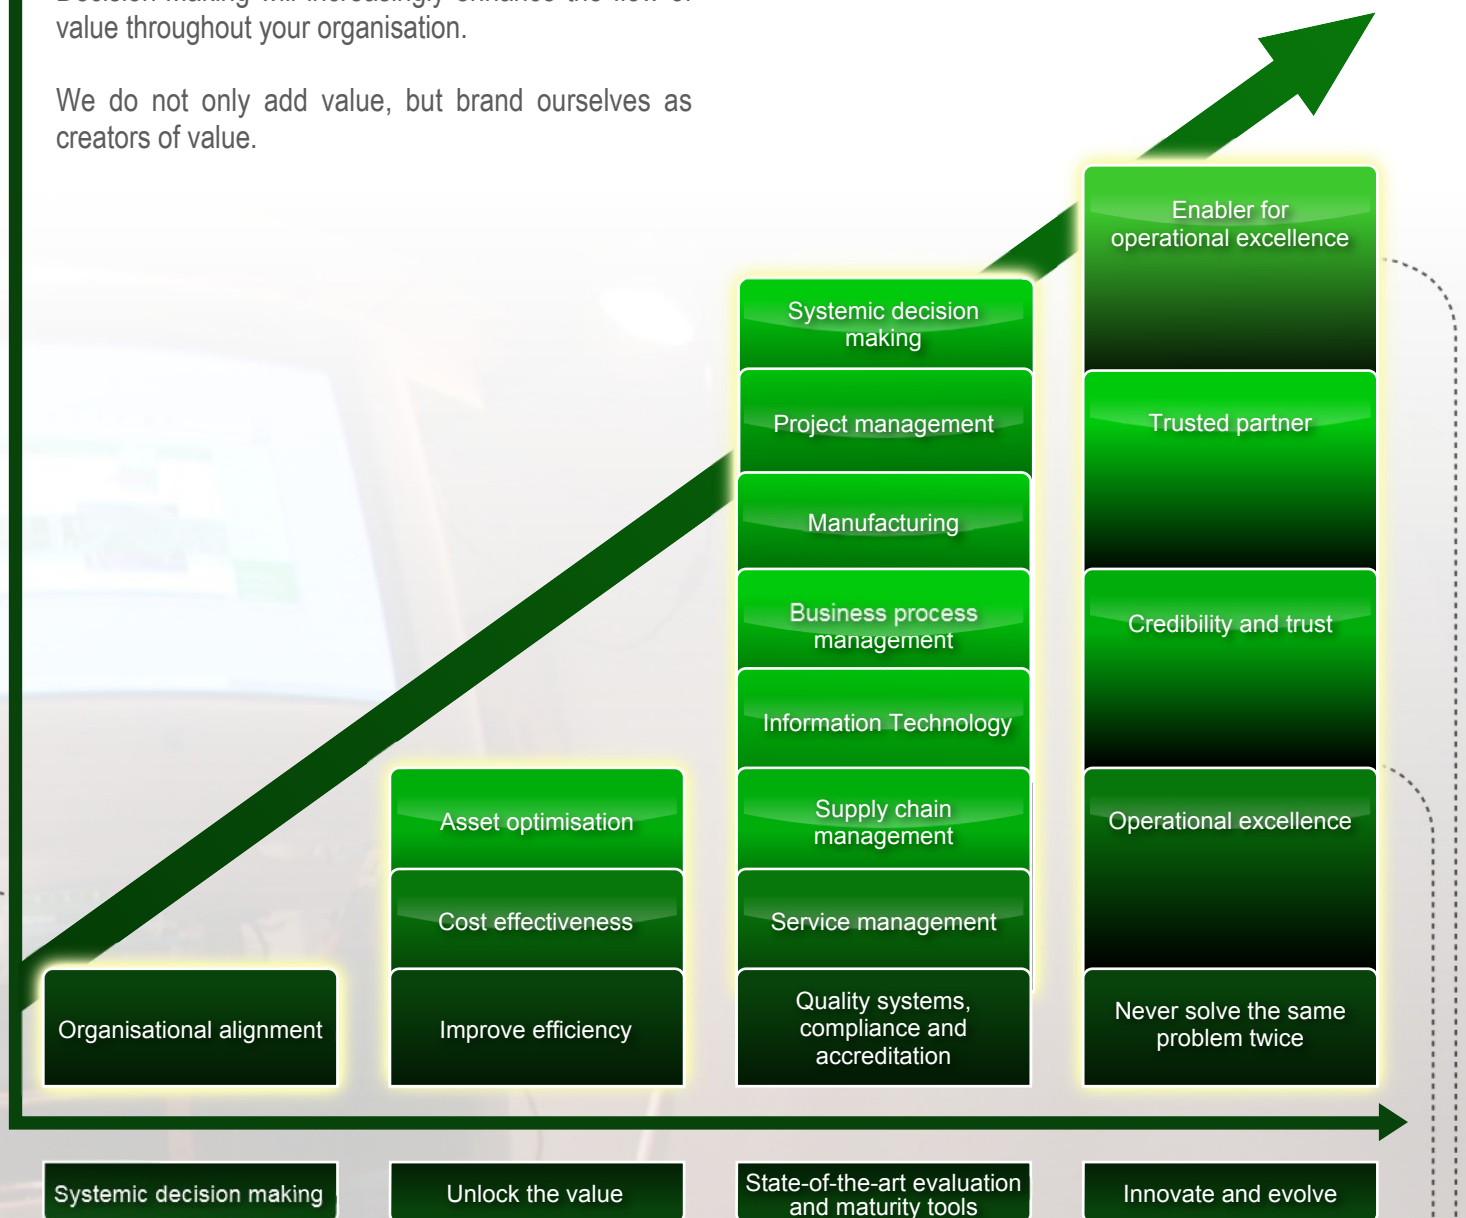 value throughout your organisation.
We do not only add value, but brand ourselves as
creators of value.
Enabler for
operational excellence
Systemic decision
making
Project management
Trusted partner
Manufacturing
Business process
management
Credibility and trust
Information Technology
Asset optimisation
Supply chain
management
Operational excellence
Cost effectiveness
Service management
Organisational alignment
Improve efficiency
Quality systems,
compliance and
accreditation
Never solve the same
problem twice
Systemic decision making
Unlock the value
State-of-the-art evaluation
and maturity tools
Innovate and evolve